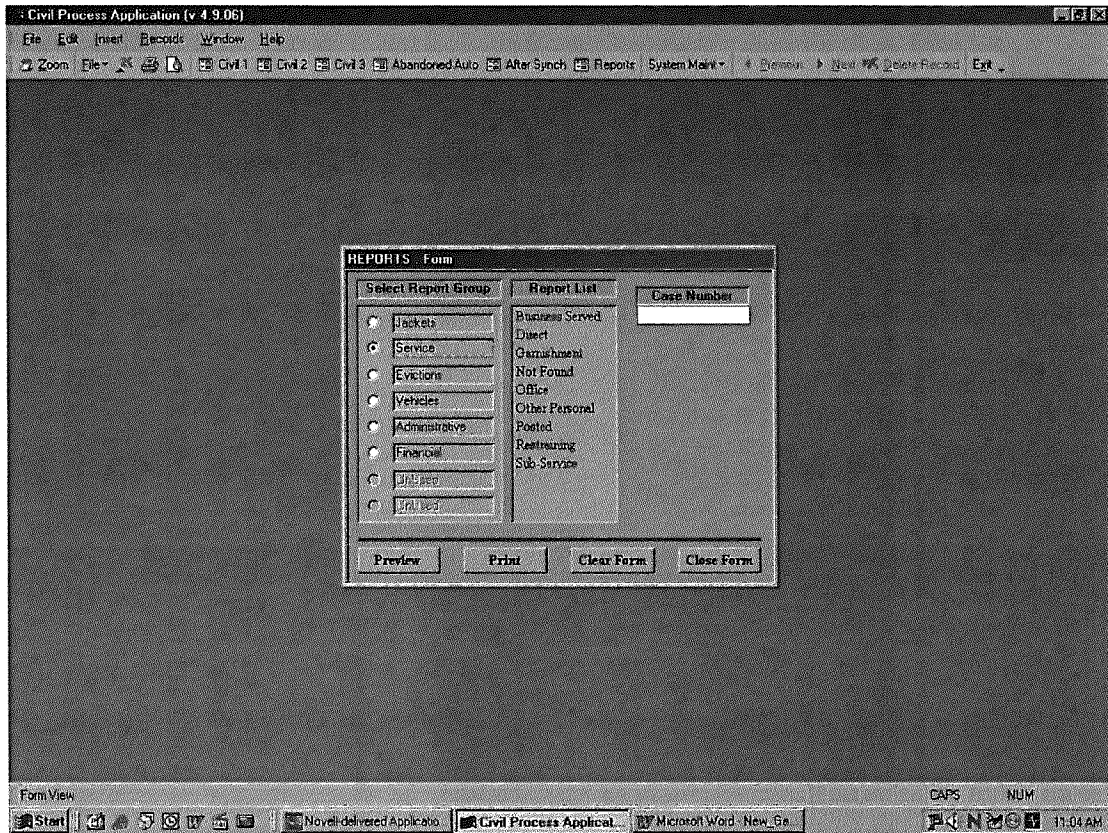 Civil Process Application (v 4.9.06)
File Edit Insert Records Window Help
Zoom File Civil 1 Civil 2 Civil 3 Abandoned Auto After Synch Reports System Maint Previous New Delete Record Exit
REPORTS Form
Select Report Group Report List Case Number
Jackets
Service
Evictions
Vehicles
Administrative
Financial
UnUsed
UnUsed
Business Served
Direct
Garnishment
Not Found
Office
Other Personal
Posted
Restraining
Sub-Service
Preview Print Clear Form Close Form
Form View CAPS NUM
Start Novell-delivered Applicatio... Civil Process Applicat... Microsoft Word - New_Ge... 11:04 AM